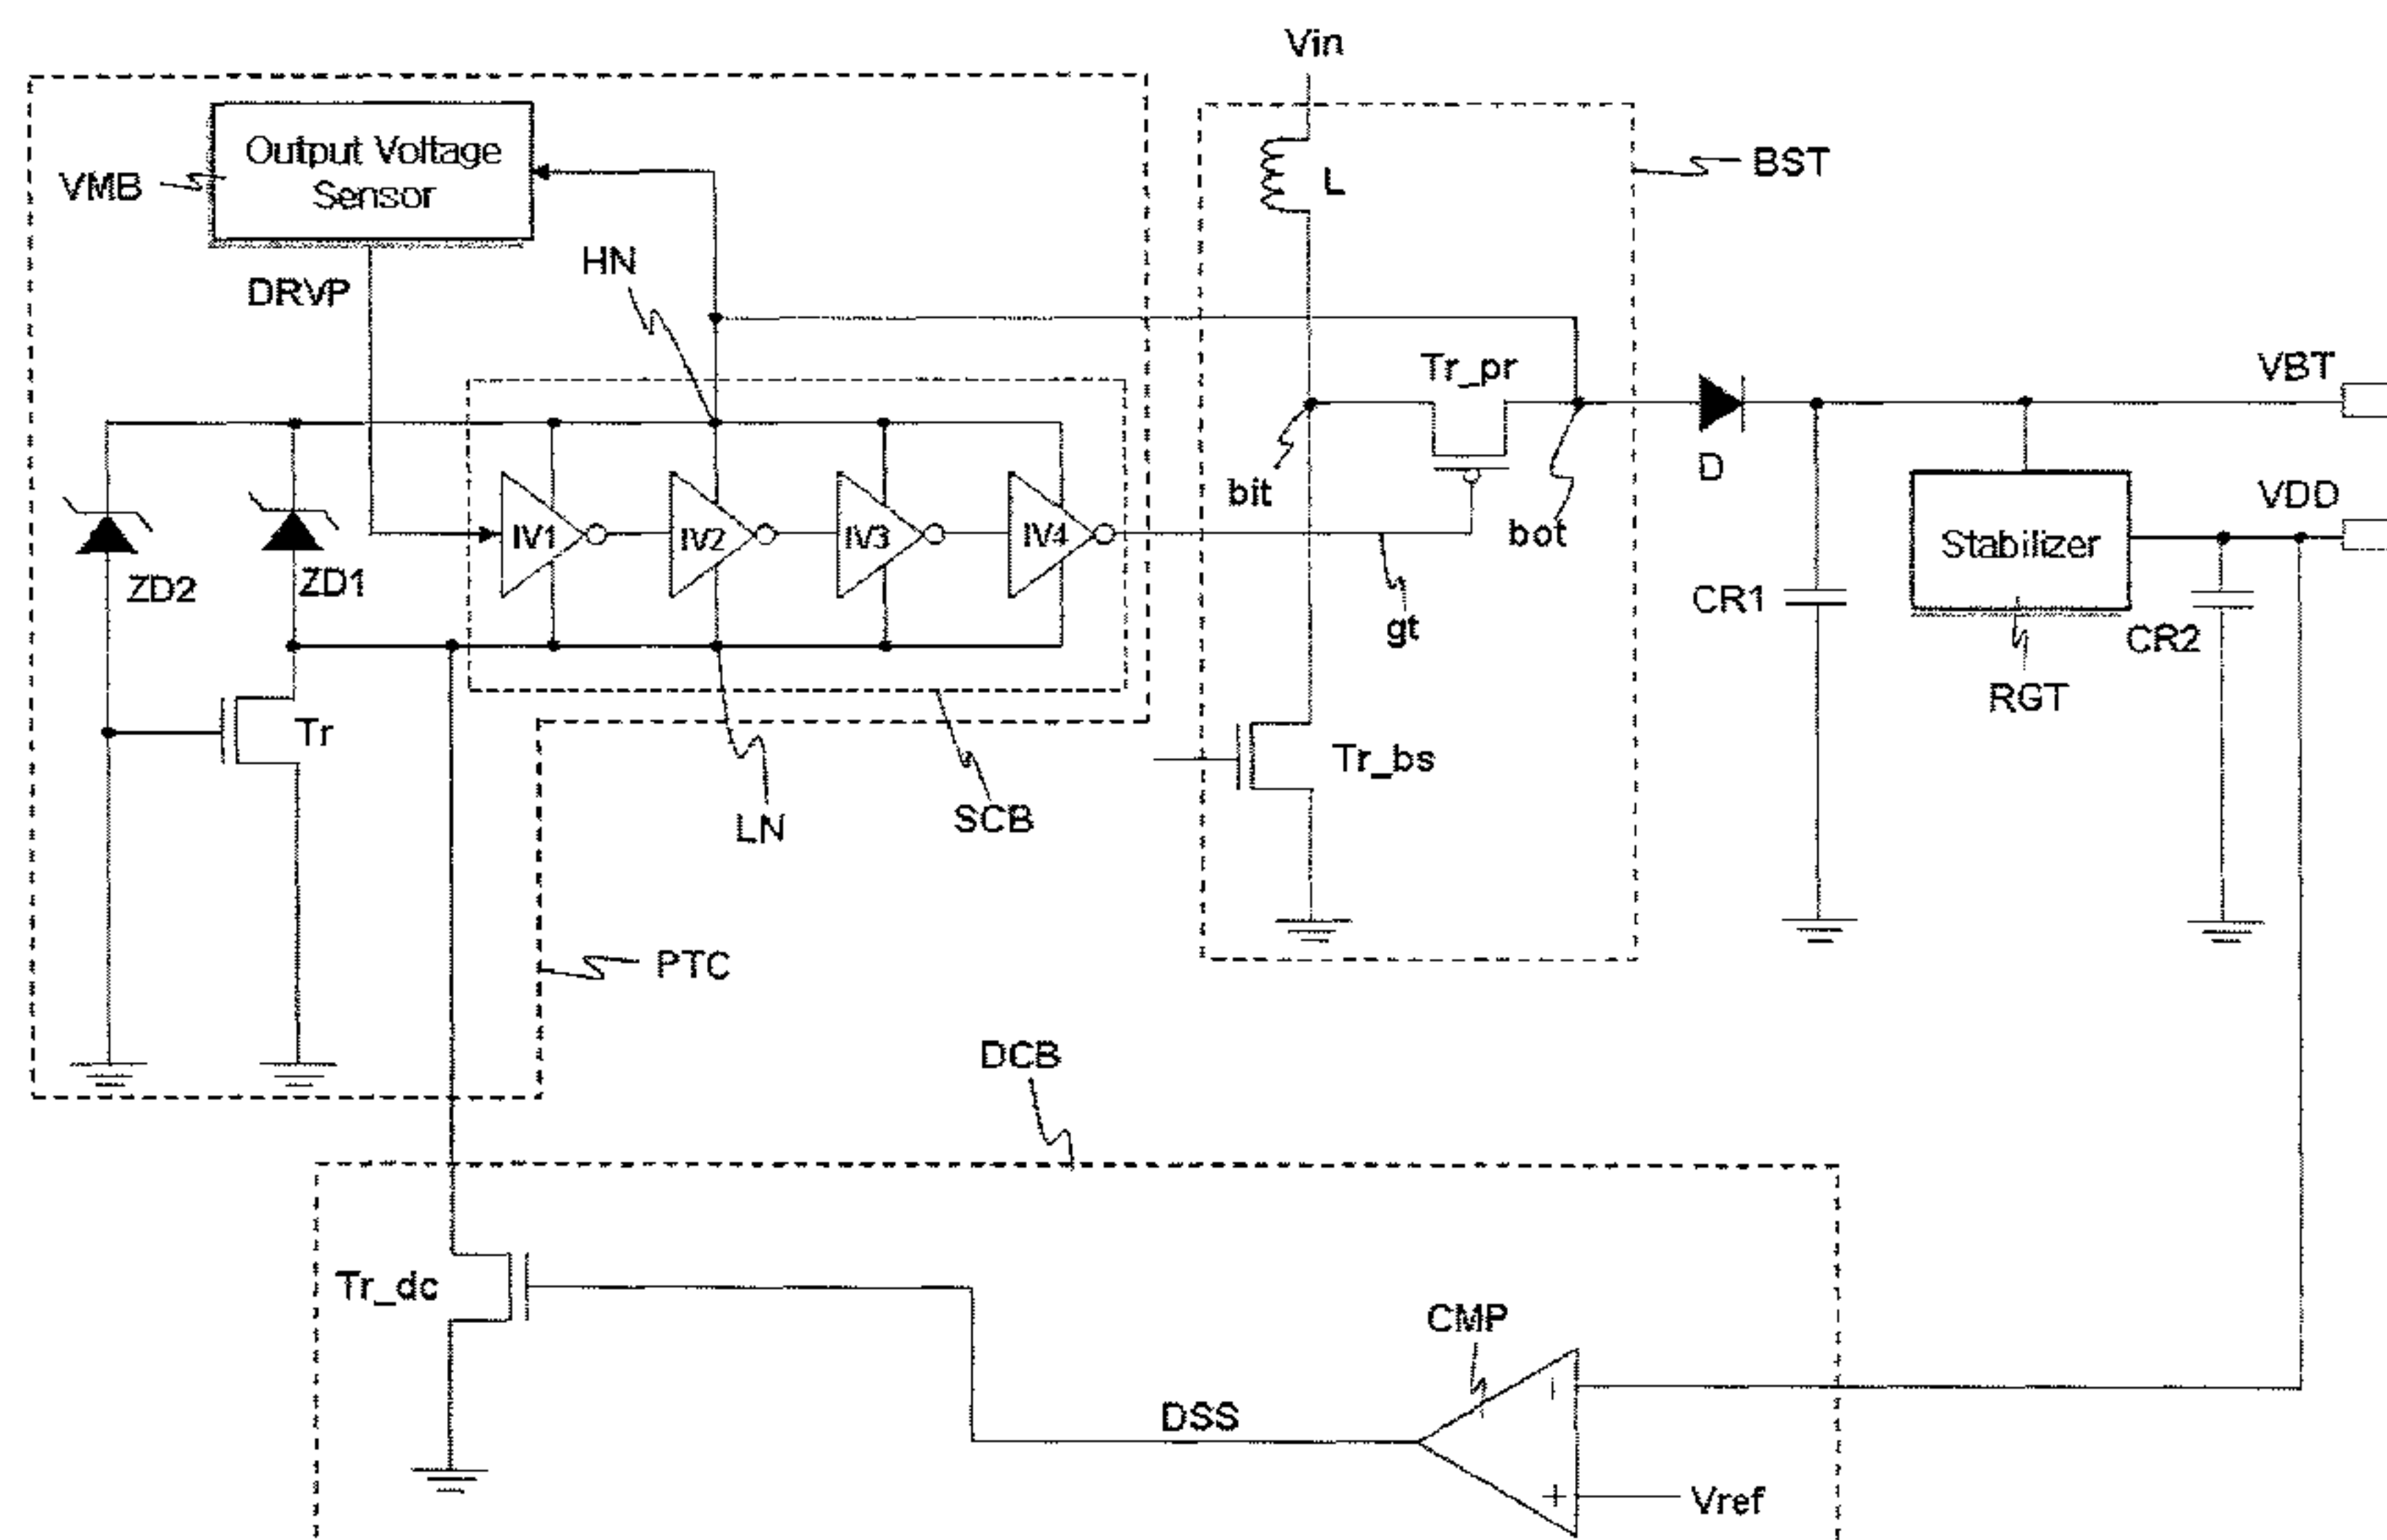 Vin
Output Voltage
Sensor
VMB
BST
L
HN
DRVP
Tr_pr
VBT
bit
D
VDD
bot
IV1
IV2
IV3
IV4
Stabilizer
ZD2
ZD1
CR1
gt
CR2
RGT
Tr
Tr_bs
LN
SCB
PTC
DCB
Tr_dc
CMP
DSS
+
Vref